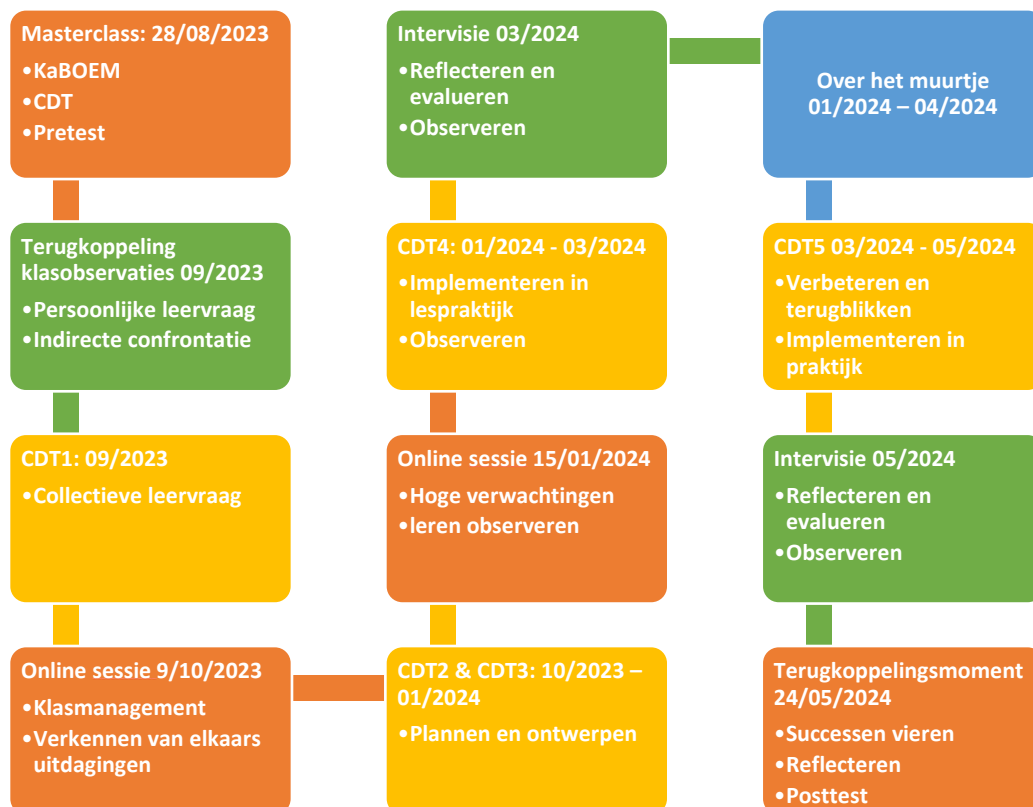 Masterclass: 28/08/2023
•KaBOEM
•CDT
•Pretest
Terugkoppeling
klasobservaties 09/2023
•Persoonlijke leervraag
•Indirecte confrontatie
CDT1: 09/2023
•Collectieve leervraag
Online sessie 9/10/2023
•Klasmanagement
•Verkennen van elkaars
uitdagingen
CDT2 & CDT3: 10/2023 –
01/2024
•Plannen en ontwerpen
Online sessie 15/01/2024
•Hoge verwachtingen
•leren observeren
CDT4: 01/2024 - 03/2024
•Implementeren in
lespraktijk
•Observeren
Intervisie 03/2024
•Reflecteren en
evalueren
•Observeren
Over het muurtje
01/2024 – 04/2024
CDT5 03/2024 - 05/2024
•Verbeteren en
terugblikken
•Implementeren in
praktijk
Intervisie 05/2024
•Reflecteren en
evalueren
•Observeren
Terugkoppelingsmoment
24/05/2024
•Successen vieren
•Reflecteren
•Posttest